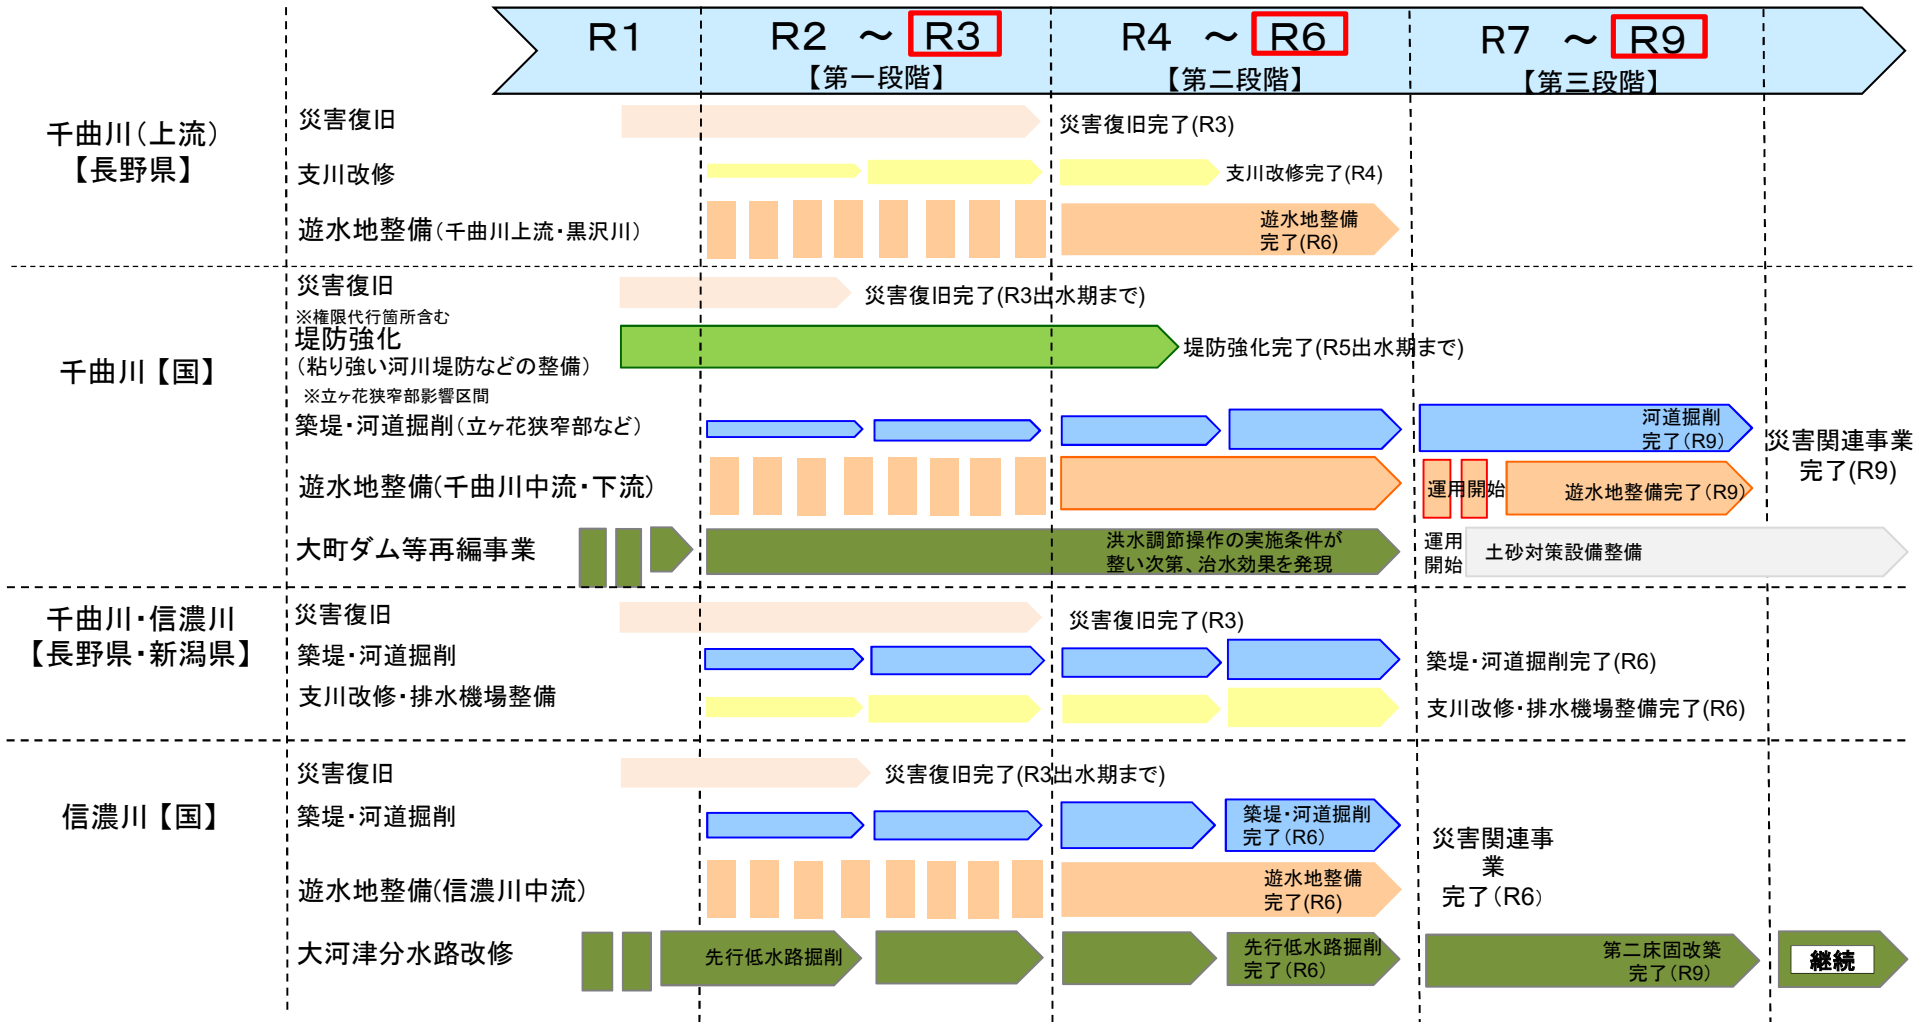 R1
R2 ～ R3
【第一段階】
R4 ～ R6
【第二段階】
R7 ～ R9
【第三段階】
千曲川（上流）
【長野県】
災害復旧
災害復旧完了(R3)
支川改修
支川改修完了(R4)
遊水地整備（千曲川上流・黒沢川）
遊水地整備
完了(R6)
千曲川【国】
災害復旧
※権限代行箇所含む
災害復旧完了(R3出水期まで)
堤防強化
（粘り強い河川堤防などの整備）
堤防強化完了(R5出水期まで)
※立ヶ花狭窄部影響区間
築堤・河道掘削（立ヶ花狭窄部など）
河道掘削
完了（R9）
遊水地整備(千曲川中流・下流)
運用開始
遊水地整備完了（R9）
大町ダム等再編事業
洪水調節操作の実施条件が
整い次第、治水効果を発現
運用
開始
土砂対策設備整備
災害関連事業
完了(R9)
千曲川・信濃川
【長野県・新潟県】
災害復旧
災害復旧完了(R3)
築堤・河道掘削
築堤・河道掘削完了(R6)
支川改修・排水機場整備
支川改修・排水機場整備完了(R6)
信濃川【国】
災害復旧
災害復旧完了(R3出水期まで)
築堤・河道掘削
築堤・河道掘削
完了（R6）
遊水地整備(信濃川中流)
遊水地整備
完了(R6)
災害関連事
業
完了（R6）
大河津分水路改修
先行低水路掘削
先行低水路掘削
完了（R6）
第二床固改築
完了（R9）
継続